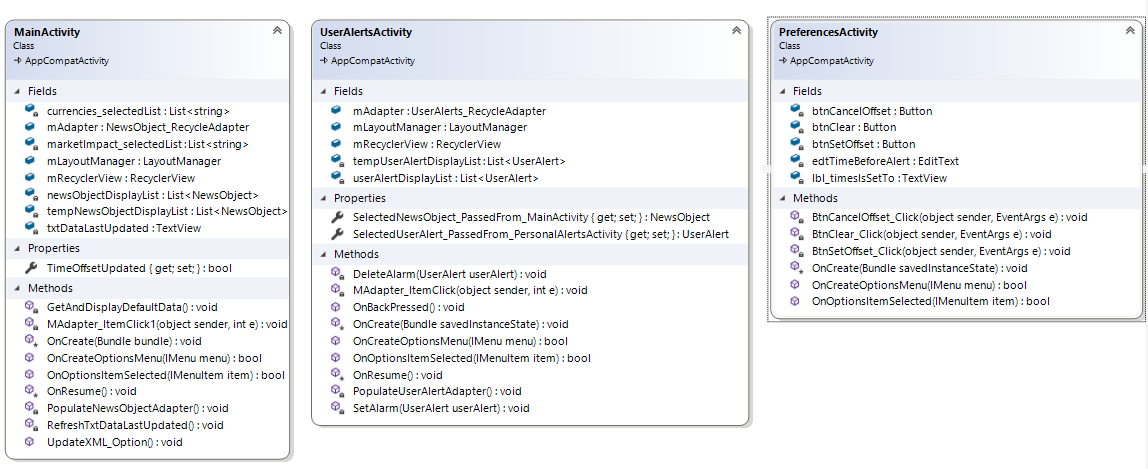 MainActivity
Class
AppCompatActivity
Fields
currencies_selectedList : List<string>
mAdapter : NewsObject_RecycleAdapter
marketImpact_selectedList : List<string>
mLayoutManager : LayoutManager
mRecyclerView : RecyclerView
newsObjectDisplayList : List<NewsObject>
tempNewsObjectDisplayList : List<NewsObject>
txtDataLastUpdated : TextView
Properties
TimeOffsetUpdated { get; set; } : bool
Methods
GetAndDisplayDefaultData() : void
MAdapter_ItemClick1(object sender, int e) : void
OnCreate(Bundle bundle) : void
OnCreateOptionsMenu(IMenu menu) : bool
OnOptionsItemSelected(IMenuItem item) : bool
OnResume() : void
PopulateNewsObjectAdapter() : void
RefreshTxtDataLastUpdated() : void
UpdateXML_Option() : void
UserAlertsActivity
Class
AppCompatActivity
Fields
mAdapter : UserAlerts_RecycleAdapter
mLayoutManager : LayoutManager
mRecyclerView : RecyclerView
tempUserAlertDisplayList : List<UserAlert>
userAlertDisplayList : List<UserAlert>
Properties
SelectedNewsObject_PassedFrom_MainActivity { get; set; } : NewsObject
SelectedUserAlert_PassedFrom_PersonalAlertsActivity { get; set; } : UserAlert
Methods
DeleteAlarm(UserAlert userAlert) : void
MAdapter_ItemClick(object sender, int e) : void
OnBackPressed() : void
OnCreate(Bundle savedInstanceState) : void
OnCreateOptionsMenu(IMenu menu) : bool
OnOptionsItemSelected(IMenuItem item) : bool
OnResume() : void
PopulateUserAlertAdapter() : void
SetAlarm(UserAlert userAlert) : void
PreferencesActivity
Class
AppCompatActivity
Fields
btnCancelOffset : Button
btnClear : Button
btnSetOffset : Button
edtTimeBeforeAlert : EditText
lbl_timesIsSetTo : TextView
Methods
BtnCancelOffset_Click(object sender, EventArgs e) : void
BtnClear_Click(object sender, EventArgs e) : void
BtnSetOffset_Click(object sender, EventArgs e) : void
OnCreate(Bundle savedInstanceState) : void
OnCreateOptionsMenu(IMenu menu) : bool
OnOptionsItemSelected(IMenuItem item) : bool